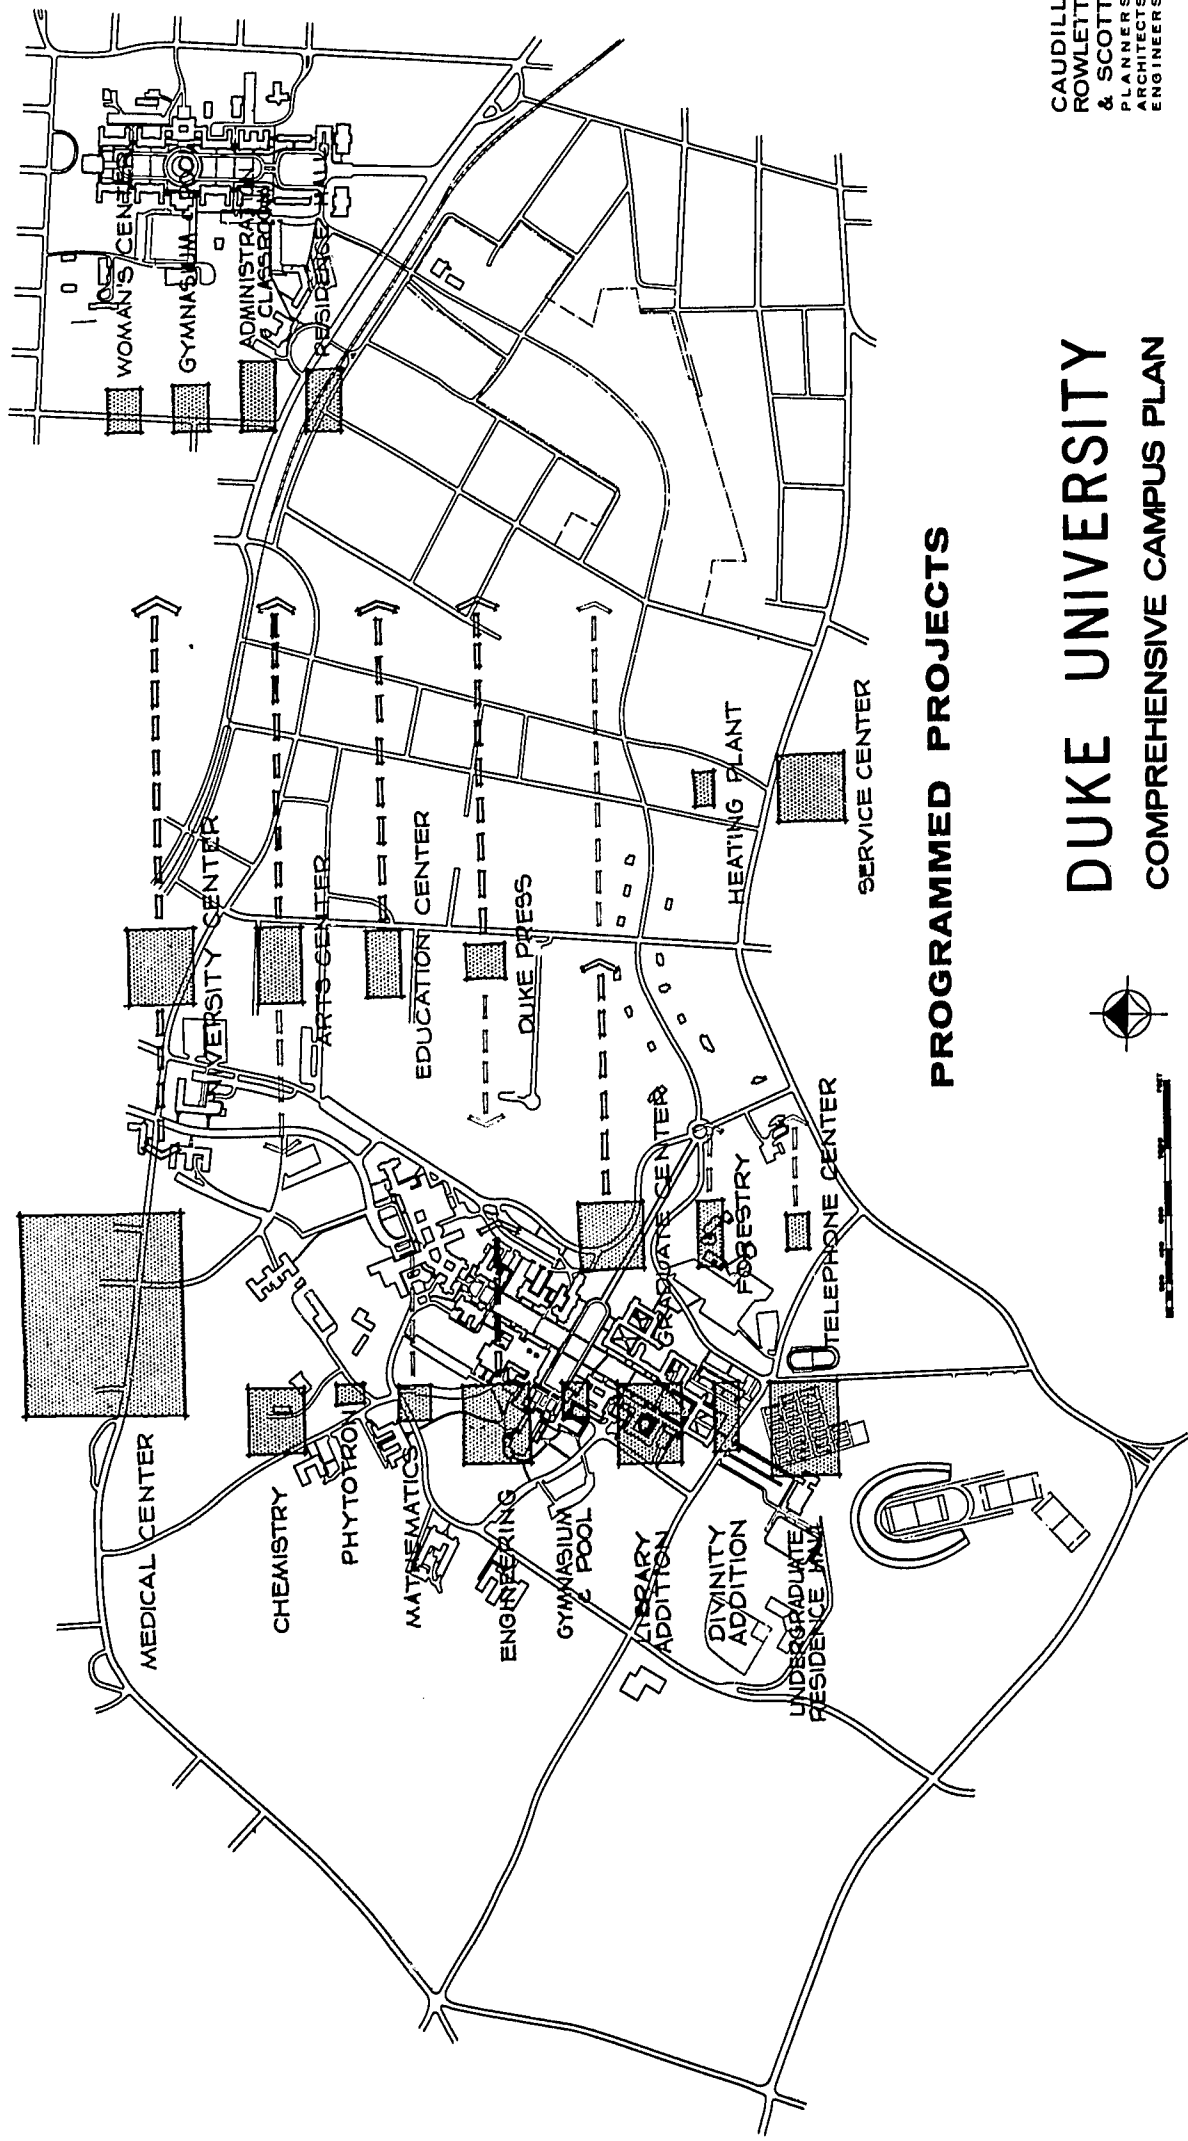 WOMAN'S CENTER
GYMNASIUM & POOL
ADMINISTRATION
& CLASSROOM
RESIDENCE HALLS
UNIVERSITY CENTER
ARTS CENTER
EDUCATION CENTER
DUKE PRESS
HEATING PLANT
SERVICE CENTER
GRADUATE CENTER
FORESTRY
TELEPHONE CENTER
MEDICAL CENTER
CHEMISTRY
PHYTOTRON
MATHEMATICS
ENGINEERING
GYMNASIUM
& POOL
LIBRARY
ADDITION
DIVINITY
ADDITION
UNDERGRADUATE
RESIDENCE HALL
PROGRAMMED PROJECTS
DUKE UNIVERSITY
COMPREHENSIVE CAMPUS PLAN
CAUDILL
ROWLETT
& SCOTT
PLANNERS
ARCHITECTS
ENGINEERS